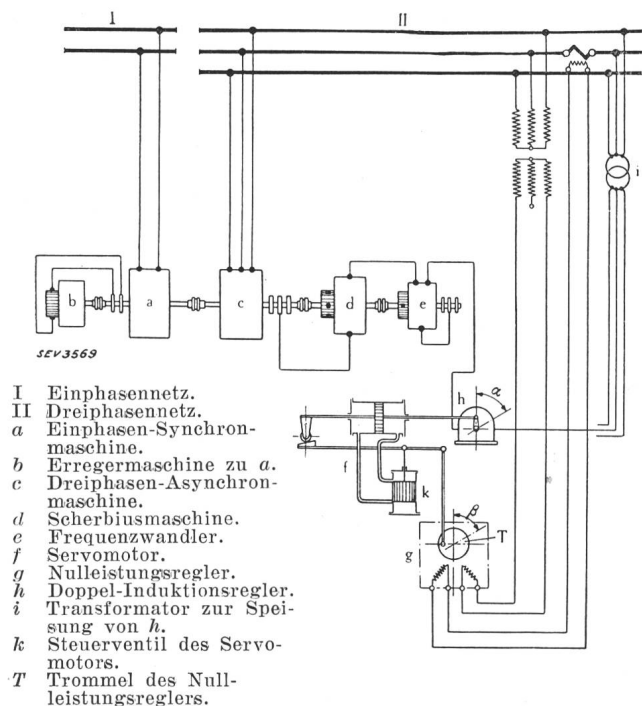 I II
i
b a c d e
SEV3569
h α
f
k
β
T
g
I Einphasennetz.
II Dreiphasennetz.
a Einphasen-Synchron-
maschine.
b Erregermaschine zu a.
c Dreiphasen-Asynchron-
maschine.
d Scherbiusmaschine.
e Frequenzwandler.
f Servomotor.
g Nulleistungsregler.
h Doppel-Induktionsregler.
i Transformator zur Spei-
sung von h.
k Steuerventil des Servo-
motors.
T Trommel des Null-
leistungsreglers.